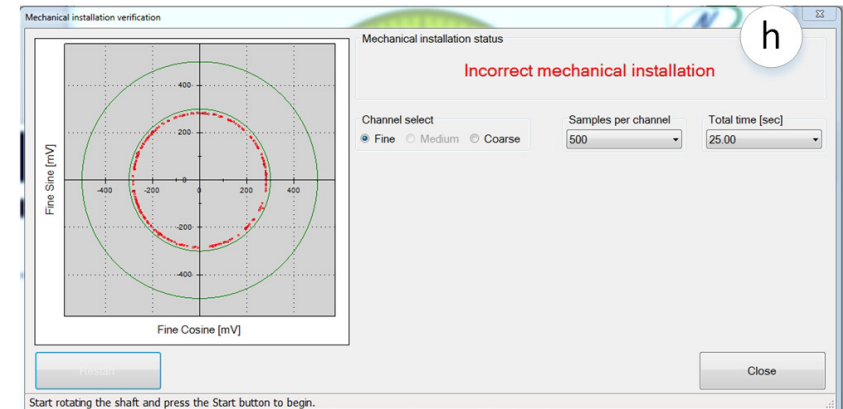 Mechanical installation verification
h
Mechanical installation status
Incorrect mechanical installation
Channel select
Fine Medium Coarse
Samples per channel
500
Total time [sec]
25.00
Fine Sine [mV]
400
200
-400 -200 0 0 200 400
-200
-400
Fine Cosine [mV]
Restart
Close
Start rotating the shaft and press the Start button to begin.